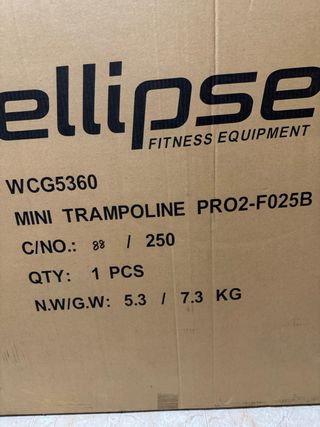 ellipse
FITNESS EQUIPMENT
WCG5360
MINI TRAMPOLINE PRO2-F025B
C/NO.: 88 / 250
QTY: 1 PCS
N.W/G.W: 5.3 / 7.3 KG